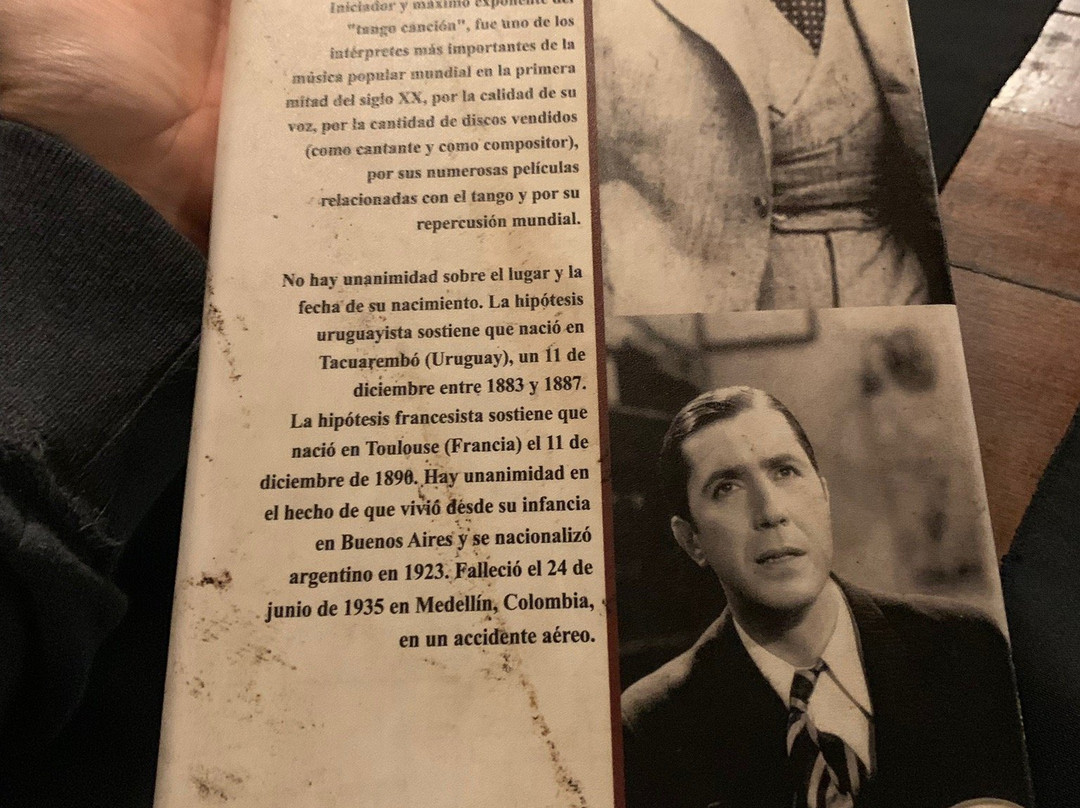 Iniciador y máximo exponente del
"tango canción", fue uno de los
intérpretes más importantes de la
música popular mundial en la primera
mitad del siglo XX, por la calidad de su
voz, por la cantidad de discos vendidos
(como cantante y como compositor),
por sus numerosas películas
relacionadas con el tango y por su
repercusión mundial.
No hay unanimidad sobre el lugar y la
fecha de su nacimiento. La hipótesis
uruguayista sostiene que nació en
Tacuarembó (Uruguay), un 11 de
diciembre entre 1883 y 1887.
La hipótesis francesista sostiene que
nació en Toulouse (Francia) el 11 de
diciembre de 1890. Hay unanimidad en
el hecho de que vivió desde su infancia
en Buenos Aires y se nacionalizó
argentino en 1923. Falleció el 24 de
junio de 1935 en Medellín, Colombia,
en un accidente aéreo.